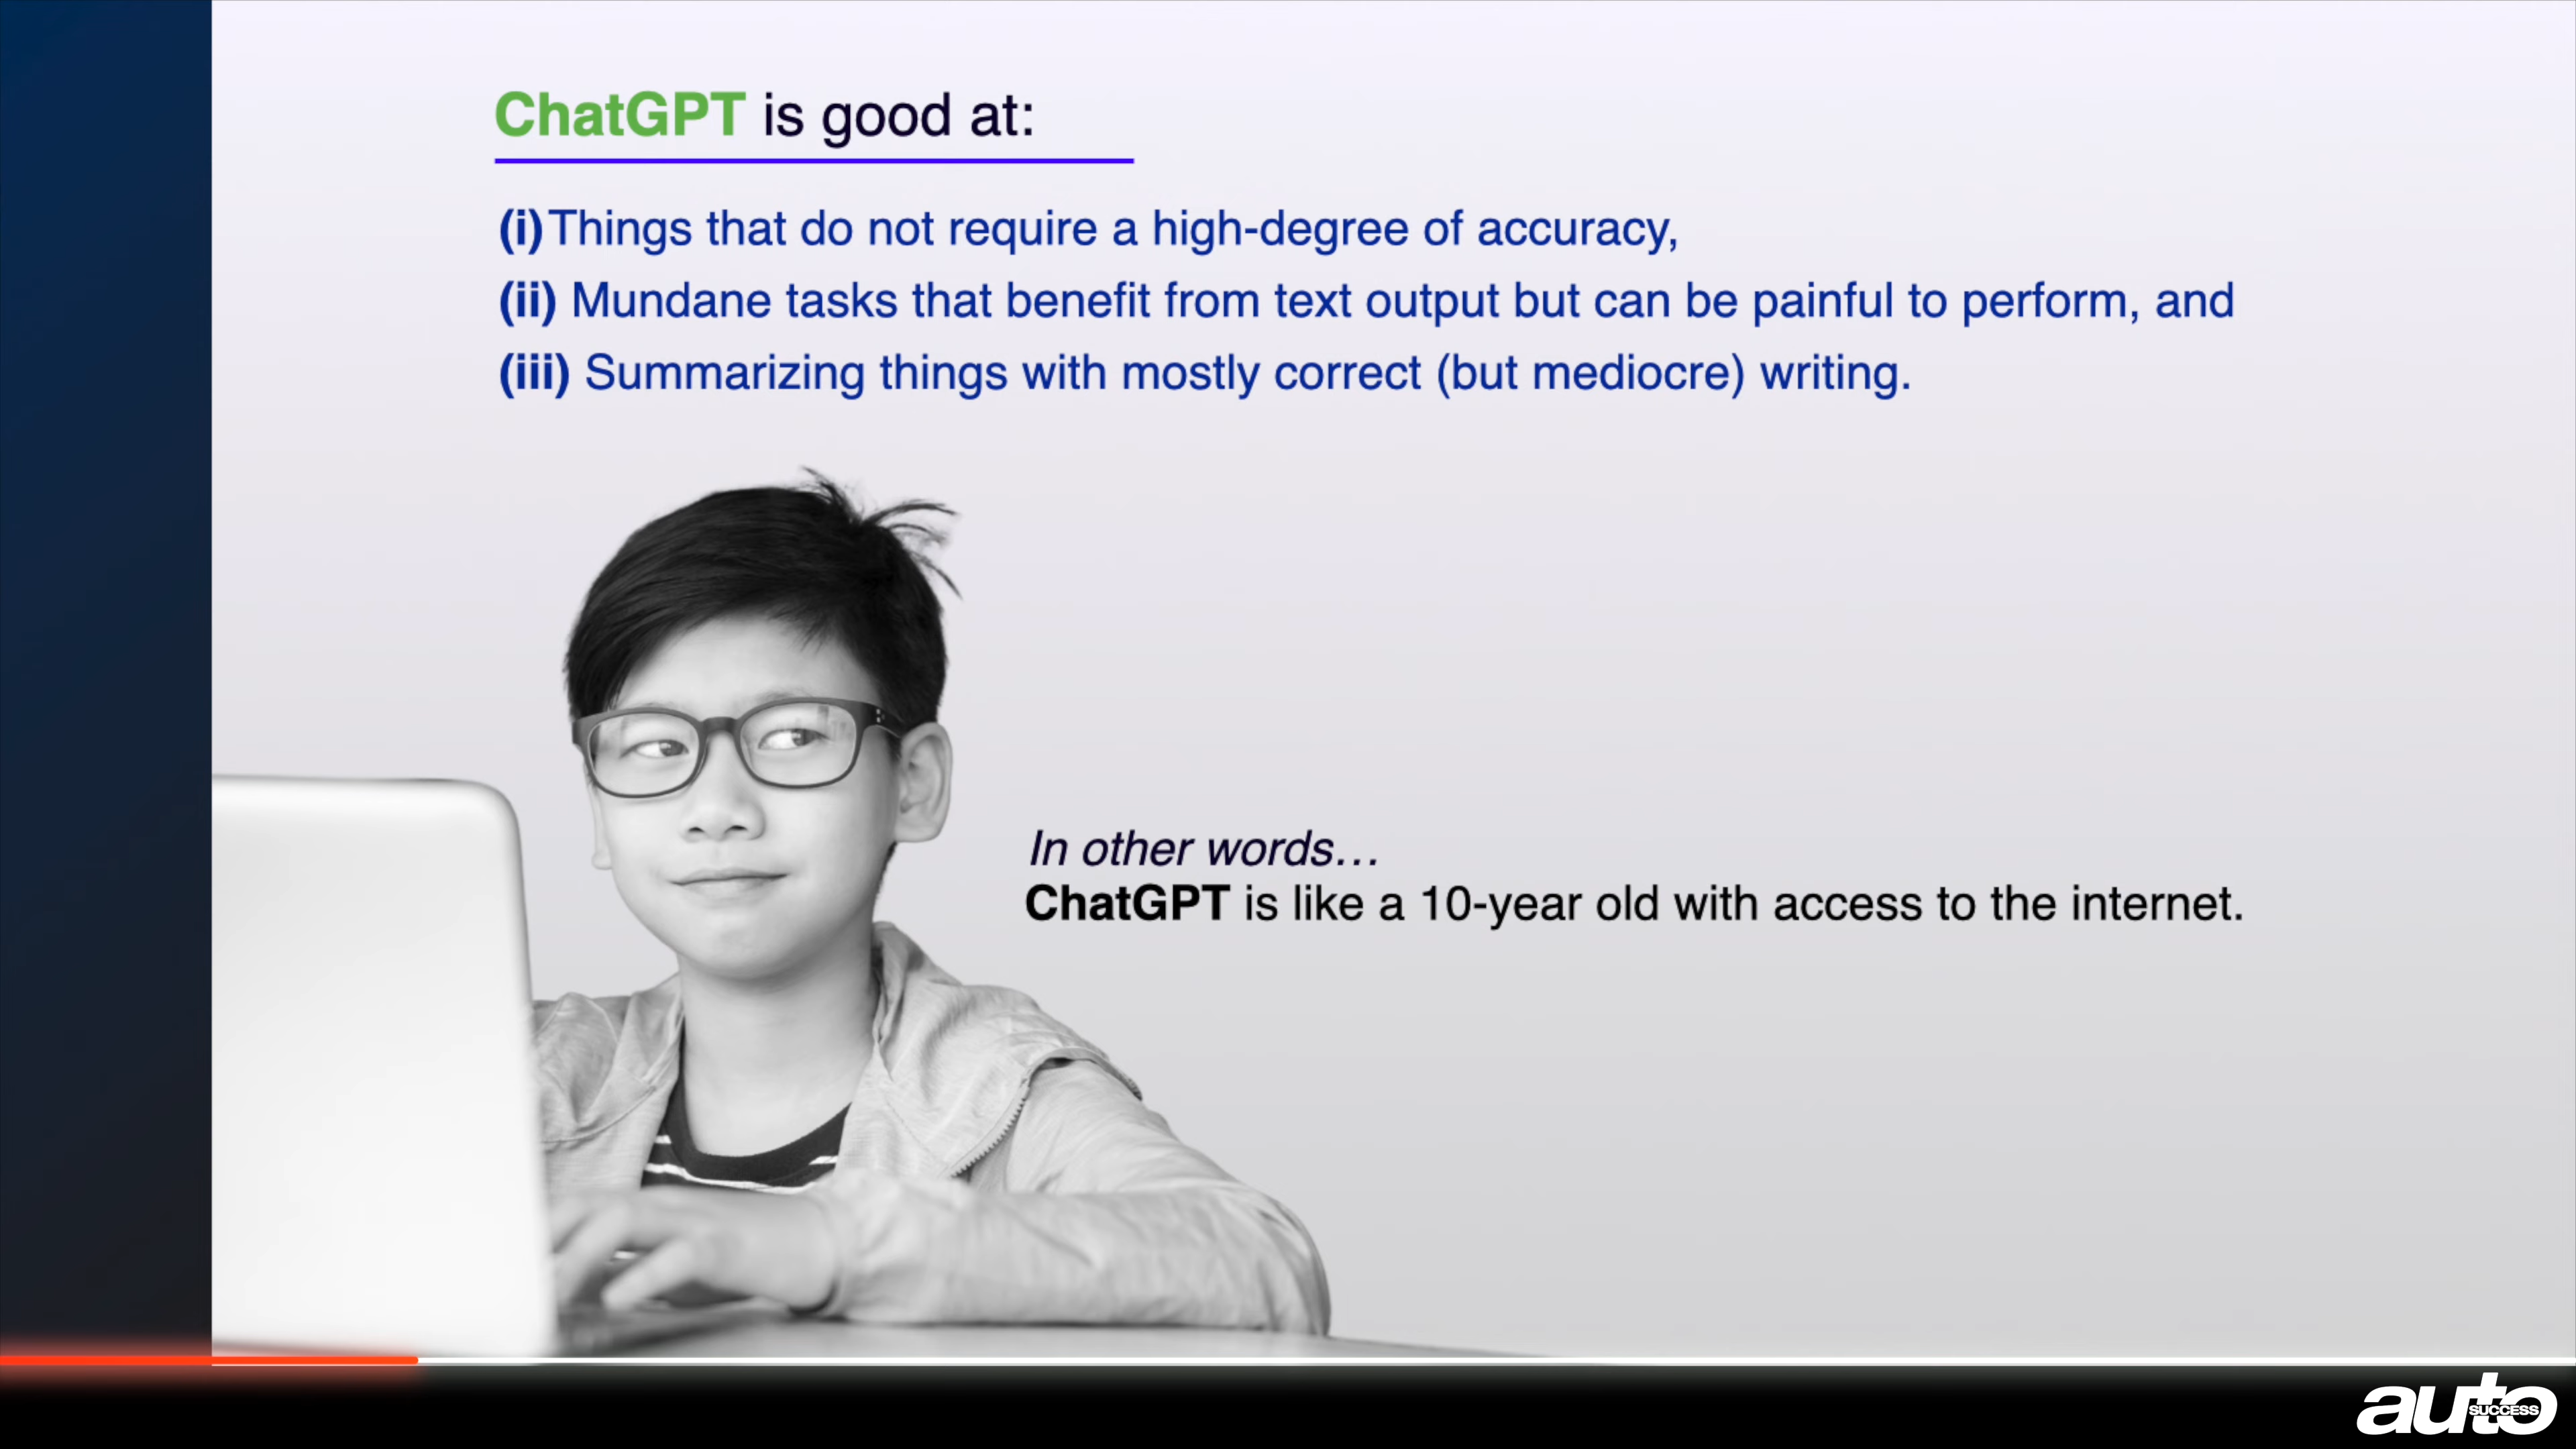 ChatGPT is good at:
(i)Things that do not require a high-degree of accuracy,
(ii) Mundane tasks that benefit from text output but can be painful to perform, and
(iii) Summarizing things with mostly correct (but mediocre) writing.
In other words…
ChatGPT is like a 10-year old with access to the internet.
auto
SUCCESS